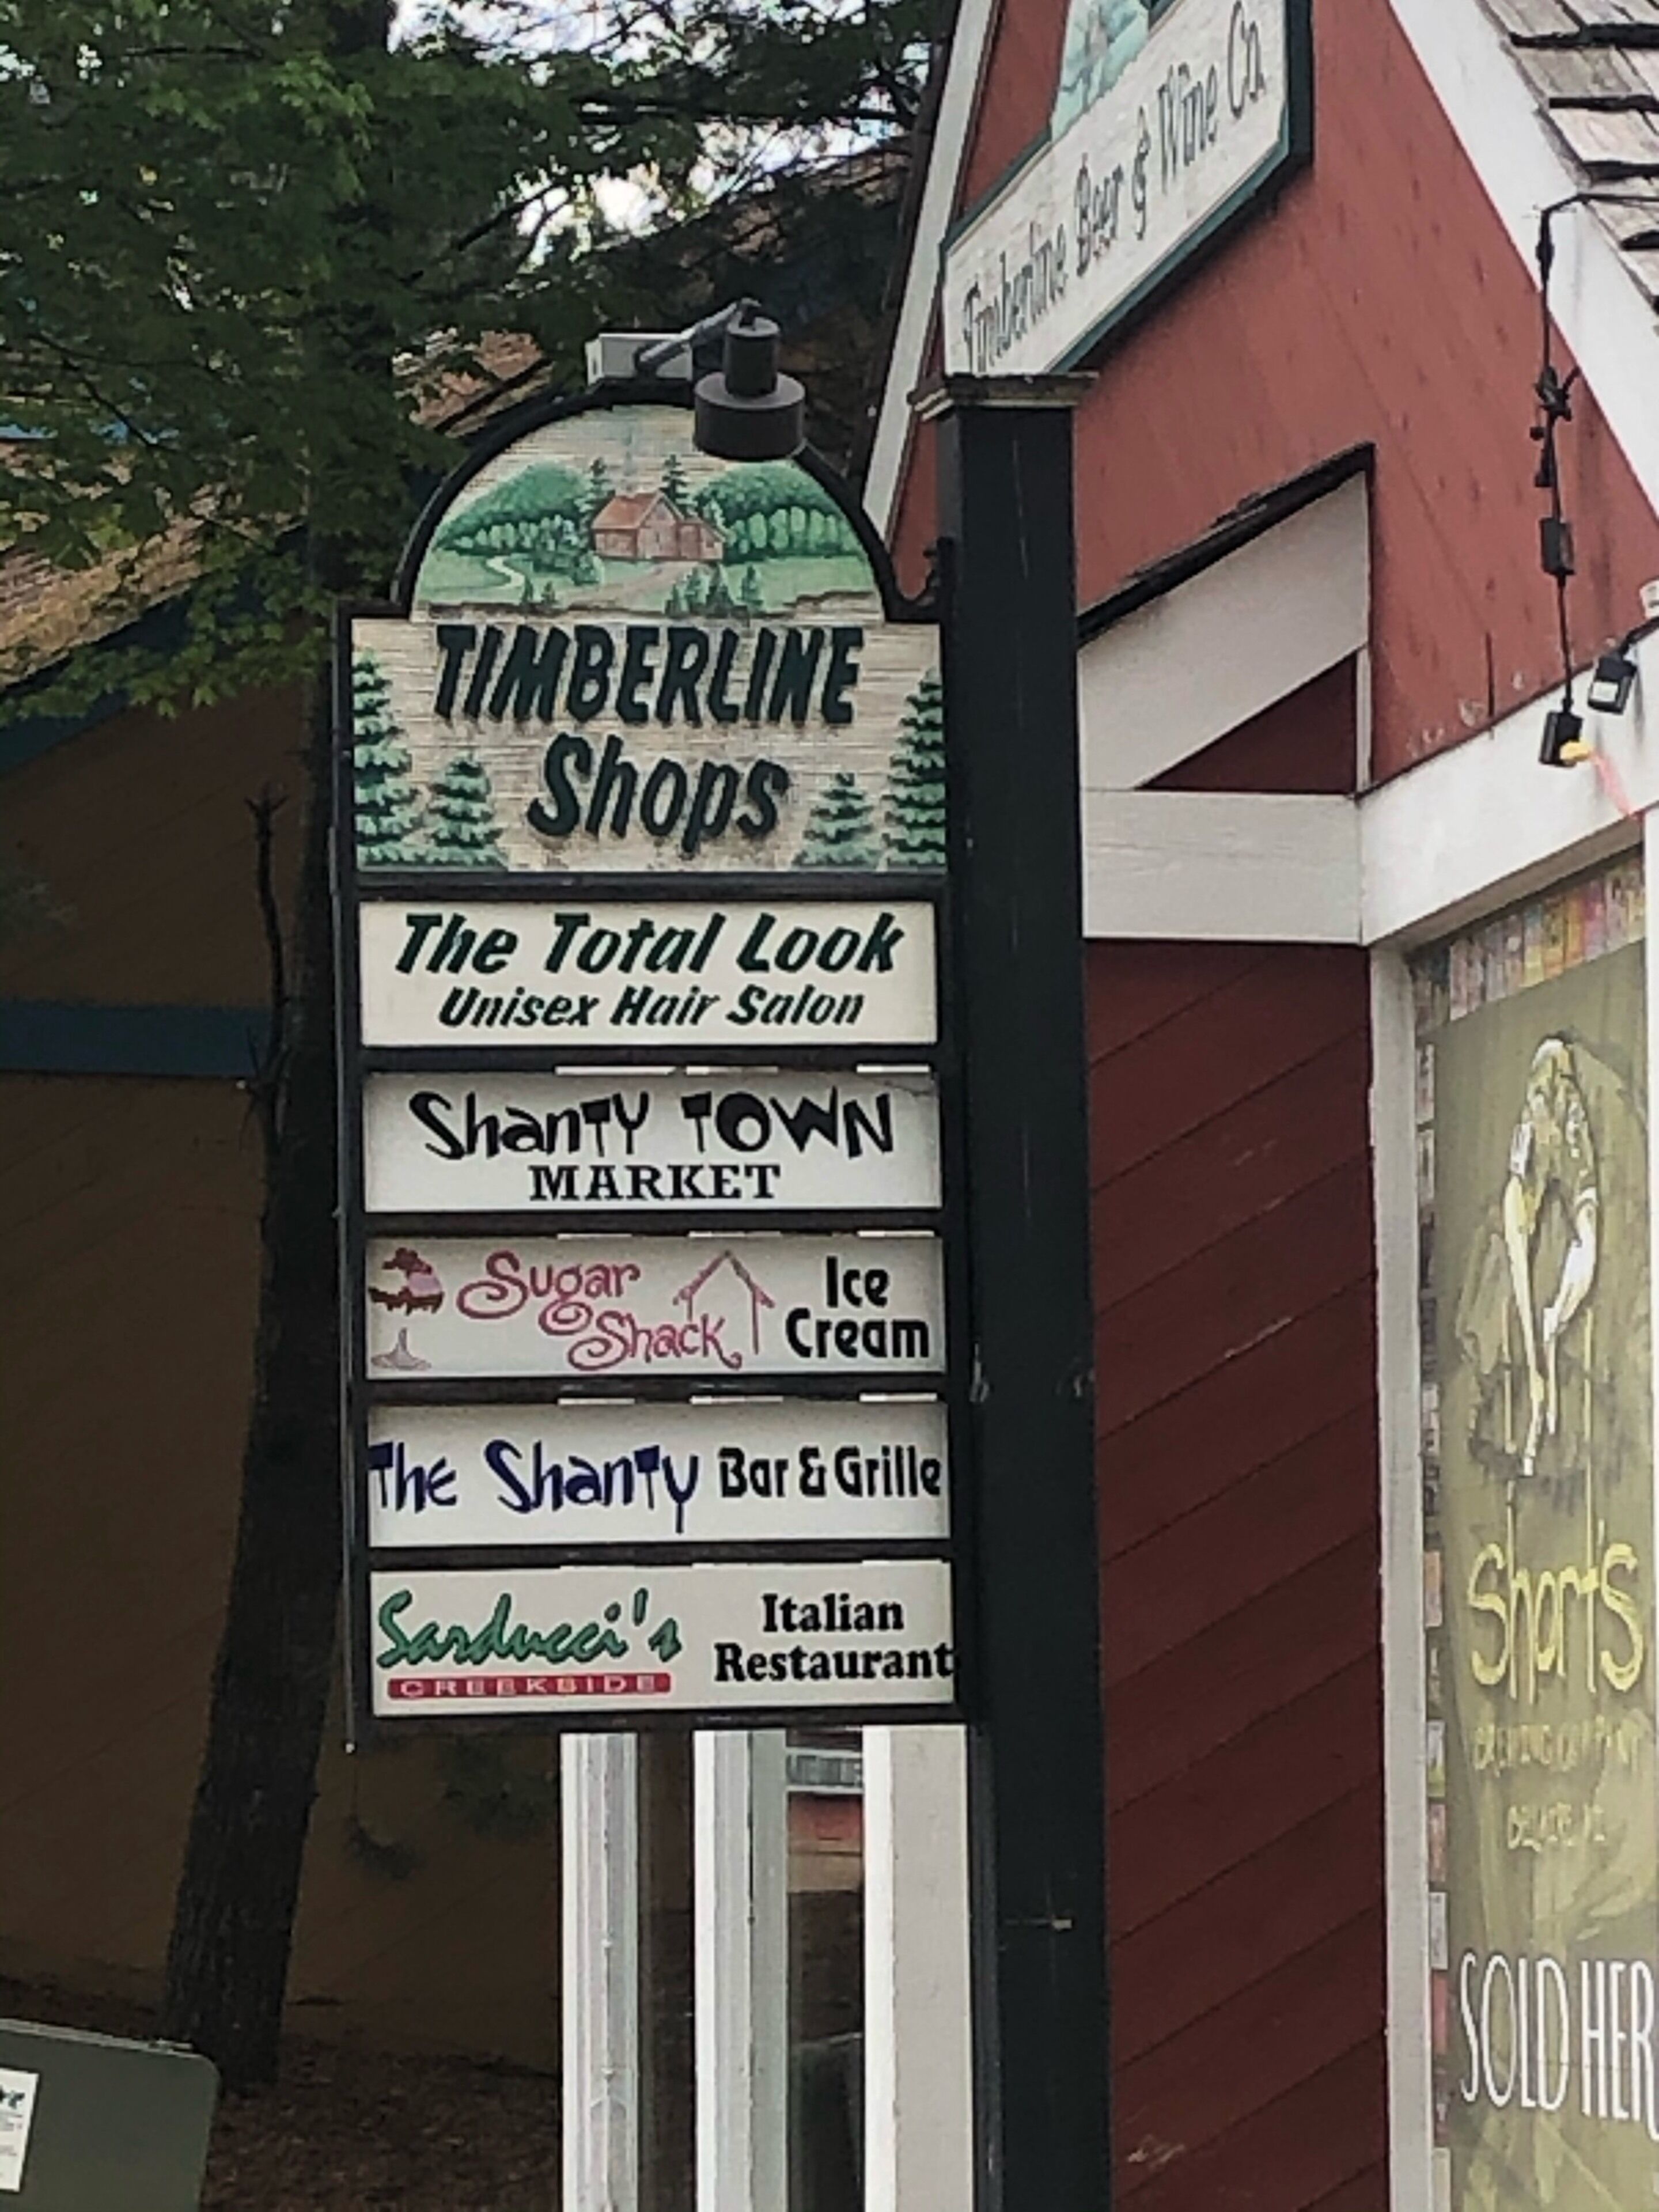 Timberline Beer & Wine Co.
TIMBERLINE
Shops
The Total Look
Unisex Hair Salon
Shanty TOWN
MARKET
Sugar
Shack
Ice
Cream
The Shanty Bar & Grille
Sarducci's
CREEKSIDE
Italian
Restaurant
Short's
SOLD HER